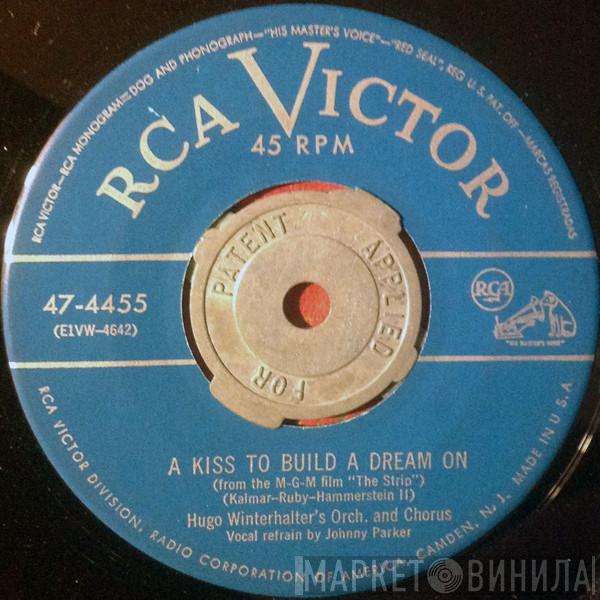 RCA VICTOR—RCA MONOGRAM—DOG AND PHONOGRAPH—"HIS MASTER'S VOICE"—"RED SEAL", REG. U.S. PAT. OFF.—MARCAS REGISTRADAS
RCA VICTOR
45 RPM
PATENT APPLIED FOR
47-4455
(E1VW-4642)
RCA
"HIS MASTER'S VOICE"
A KISS TO BUILD A DREAM ON
(from the M-G-M film "The Strip")
(Kalmar-Ruby-Hammerstein II)
Hugo Winterhalter's Orch. and Chorus
Vocal refrain by Johnny Parker
RCA VICTOR DIVISION, RADIO CORPORATION OF AMERICA, CAMDEN, N. J. MADE IN U.S.A.
МАРКЕТ ВИНИЛА